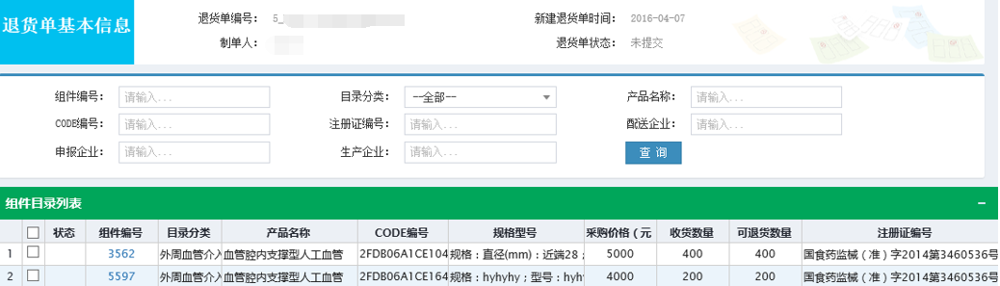 退货单基本信息
退货单编号： 5_ 新建退货单时间： 2016-04-07
制单人： 退货单状态： 未提交
组件编号： 请输入... 目录分类： --全部-- 产品名称： 请输入...
CODE编号： 请输入... 注册证编号： 请输入... 配送企业： 请输入...
申报企业： 请输入... 生产企业： 请输入... 查 询
组件目录列表
状态 组件编号 目录分类 产品名称 CODE编号 规格型号 采购价格（元 收货数量 可退货数量 注册证编号
1 3562 外周血管介入 血管腔内支撑型人工血管 2FDB06A1CE104 规格：直径(mm)：近端28； 5000 400 400 国食药监械（准）字2014第3460536号
2 5597 外周血管介入 血管腔内支撑型人工血管 2FDB06A1CE164 规格：hyhyhy；型号：hyh 4000 200 200 国食药监械（准）字2014第3460536号